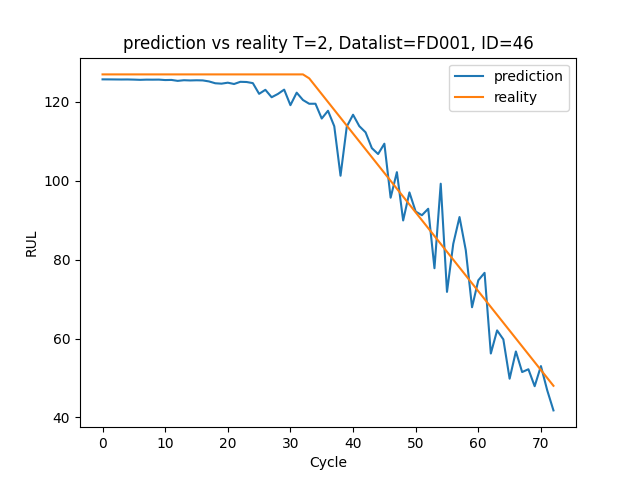 prediction vs reality T=2, Datalist=FD001, ID=46
prediction
reality
120
100
80
60
40
RUL
0 10 20 30 40 50 60 70
Cycle